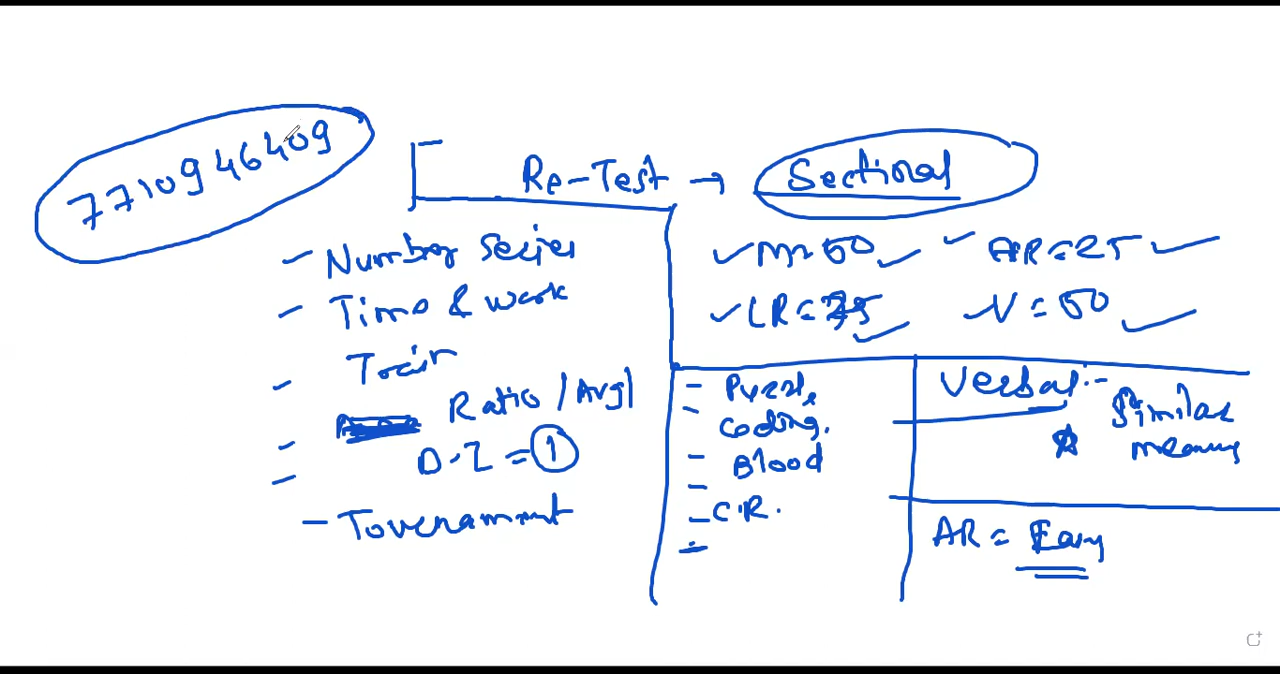 7710946409
Re-Test → Sectional
- Number Series
- Time & Work
- Train
- Ratio / Avg
- D.I = 1
- Tournament
✓ M = 50 ✓
✓ AR = 25 ✓
✓ LR = 35 ✓
✓ V = 50 ✓
- Puzzle
- Coding.
- Blood
- C.R.
Verbal :-
Similar
meaning
AR = Easy